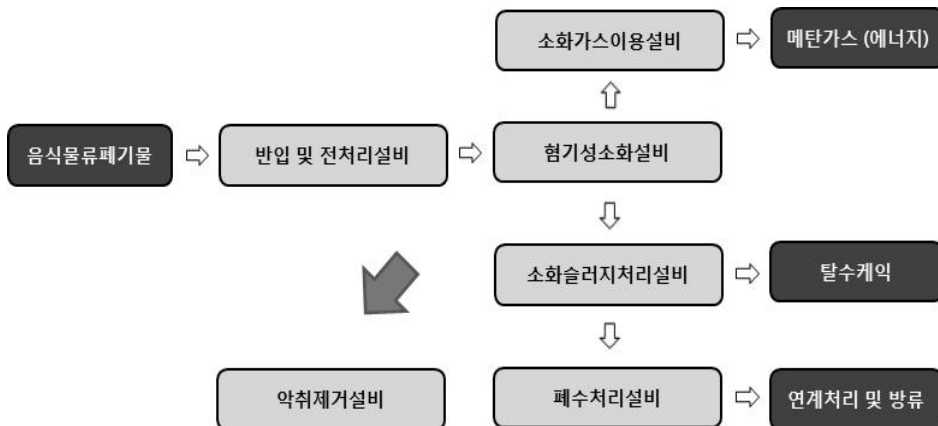 소화가스이용설비
메탄가스 (에너지)
음식물류폐기물
반입 및 전처리설비
혐기성소화설비
소화슬러지처리설비
탈수케익
악취제거설비
폐수처리설비
연계처리 및 방류